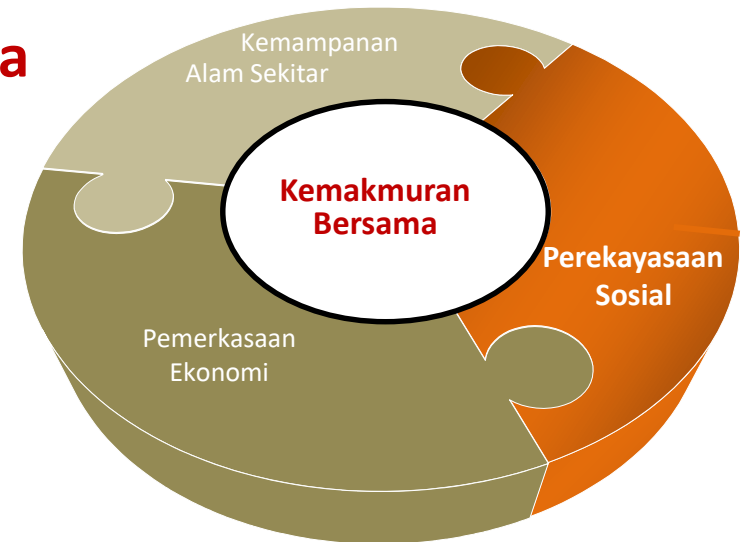 a
Kemampanan
Alam Sekitar
Kemakmuran
Bersama
Perekayasaan
Sosial
Pemerkasaan
Ekonomi